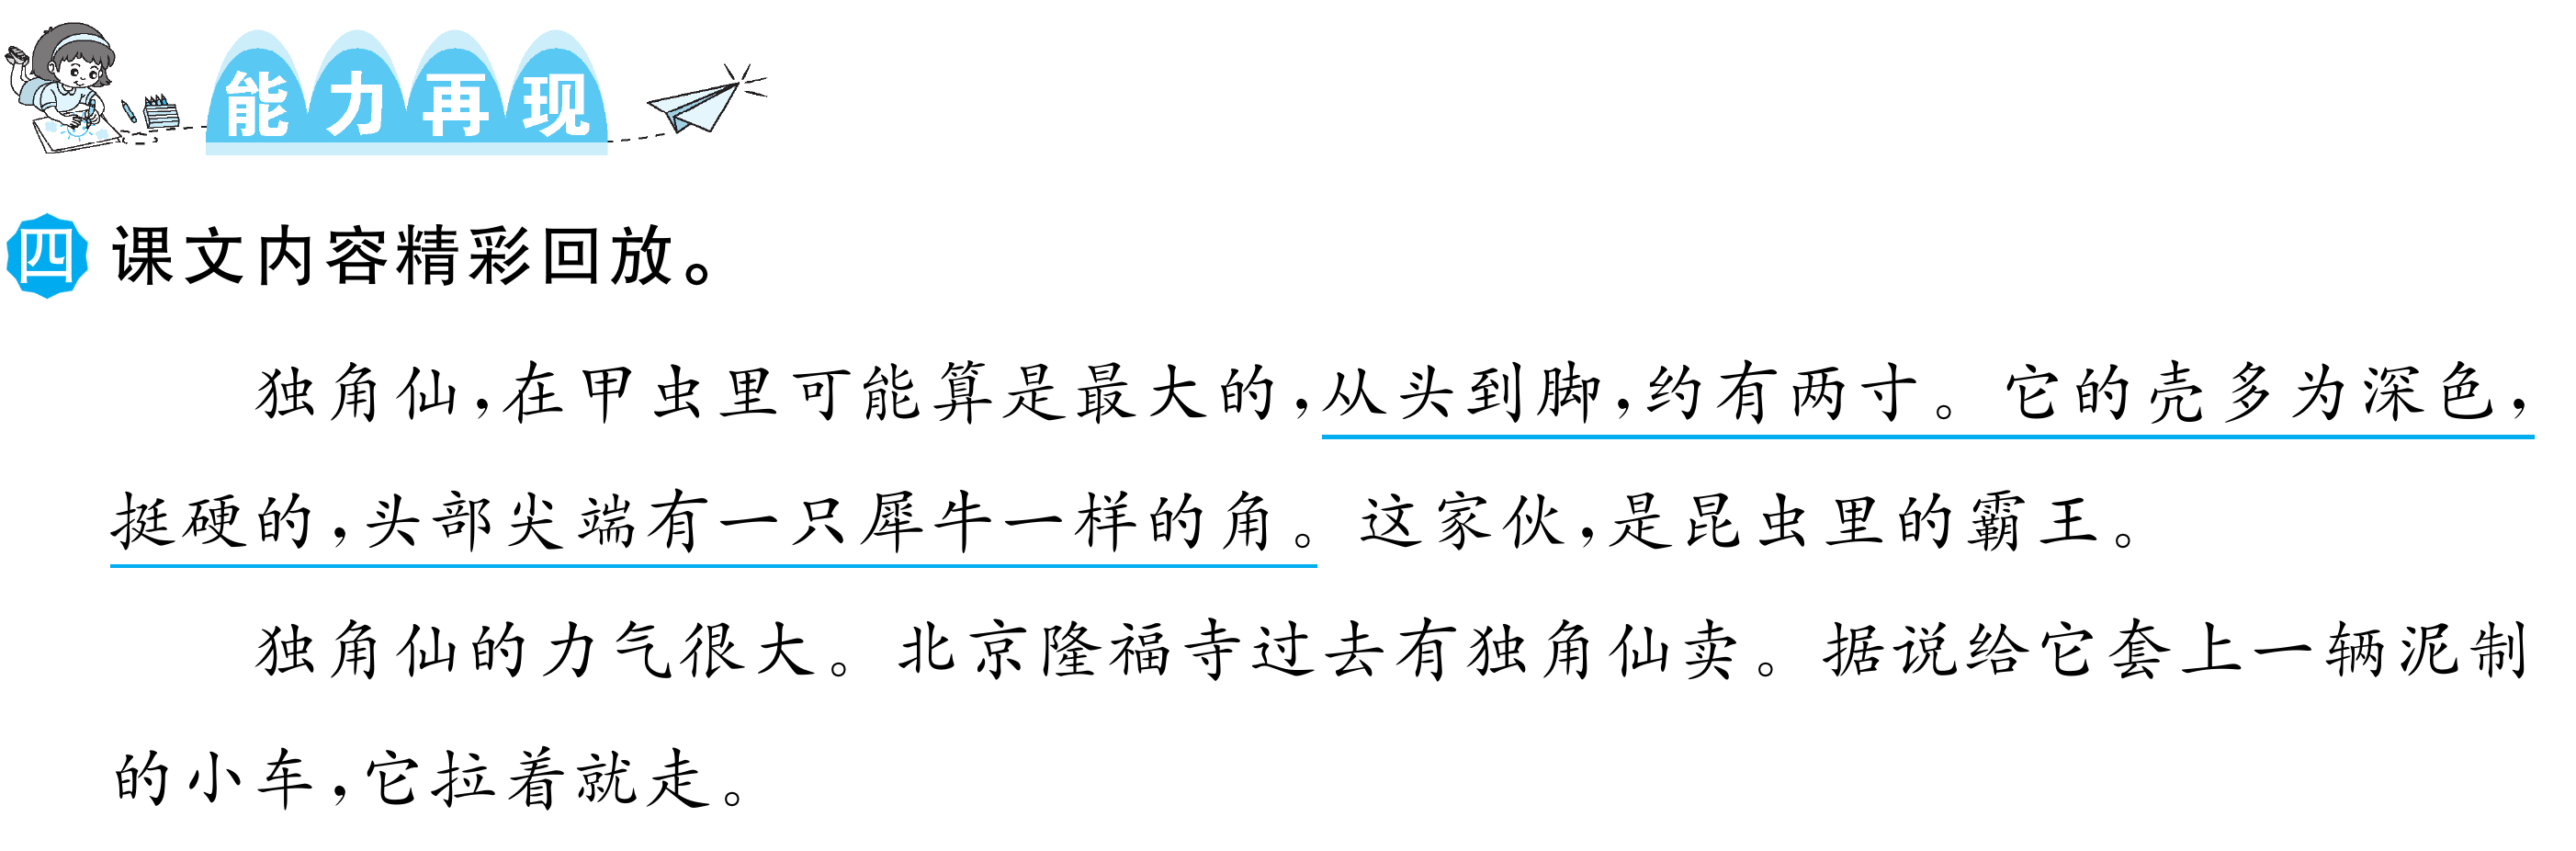 能力再现
四 课文内容精彩回放。
独角仙,在甲虫里可能算是最大的,从头到脚,约有两寸。它的壳多为深色,
挺硬的,头部尖端有一只犀牛一样的角。这家伙,是昆虫里的霸王。
独角仙的力气很大。北京隆福寺过去有独角仙卖。据说给它套上一辆泥制
的小车,它拉着就走。